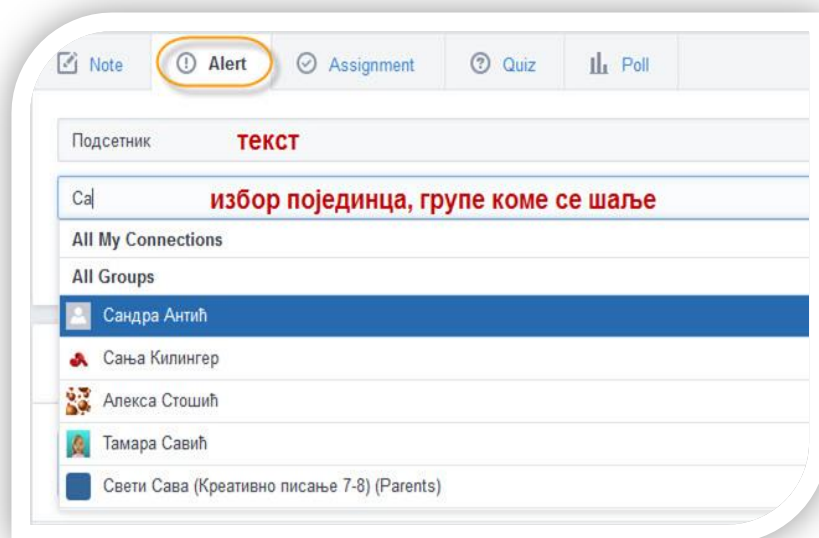 Note Alert Assignment Quiz Poll
Подсетник текст
Са избор појединца, групе коме се шаље
All My Connections
All Groups
Сандра Антић
Сања Килингер
Алекса Стошић
Тамара Савић
Свети Сава (Креативно писање 7-8) (Parents)